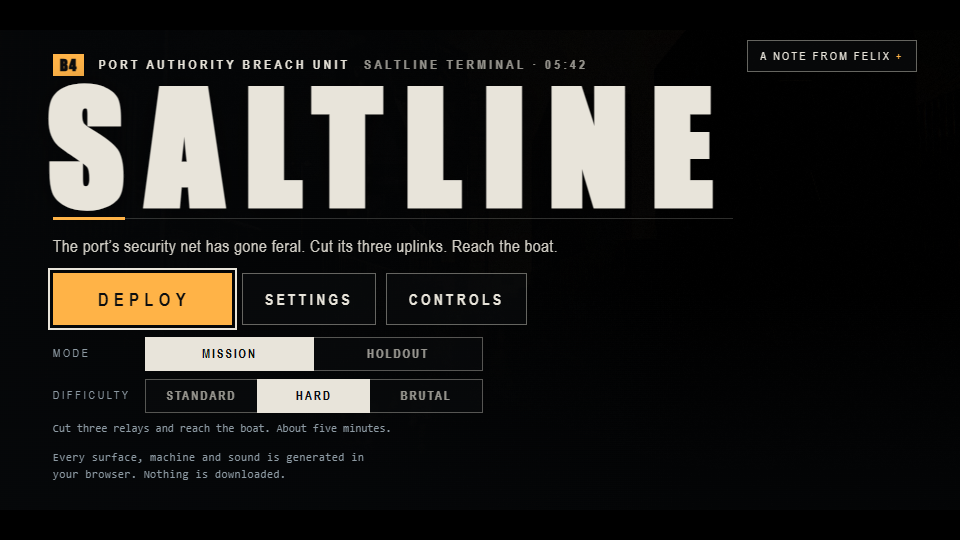 B4 PORT AUTHORITY BREACH UNIT SALTLINE TERMINAL · 05:42
A NOTE FROM FELIX +
SALTLINE
The port's security net has gone feral. Cut its three uplinks. Reach the boat.
DEPLOY SETTINGS CONTROLS
MODE MISSION HOLDOUT
DIFFICULTY STANDARD HARD BRUTAL
Cut three relays and reach the boat. About five minutes.
Every surface, machine and sound is generated in
your browser. Nothing is downloaded.